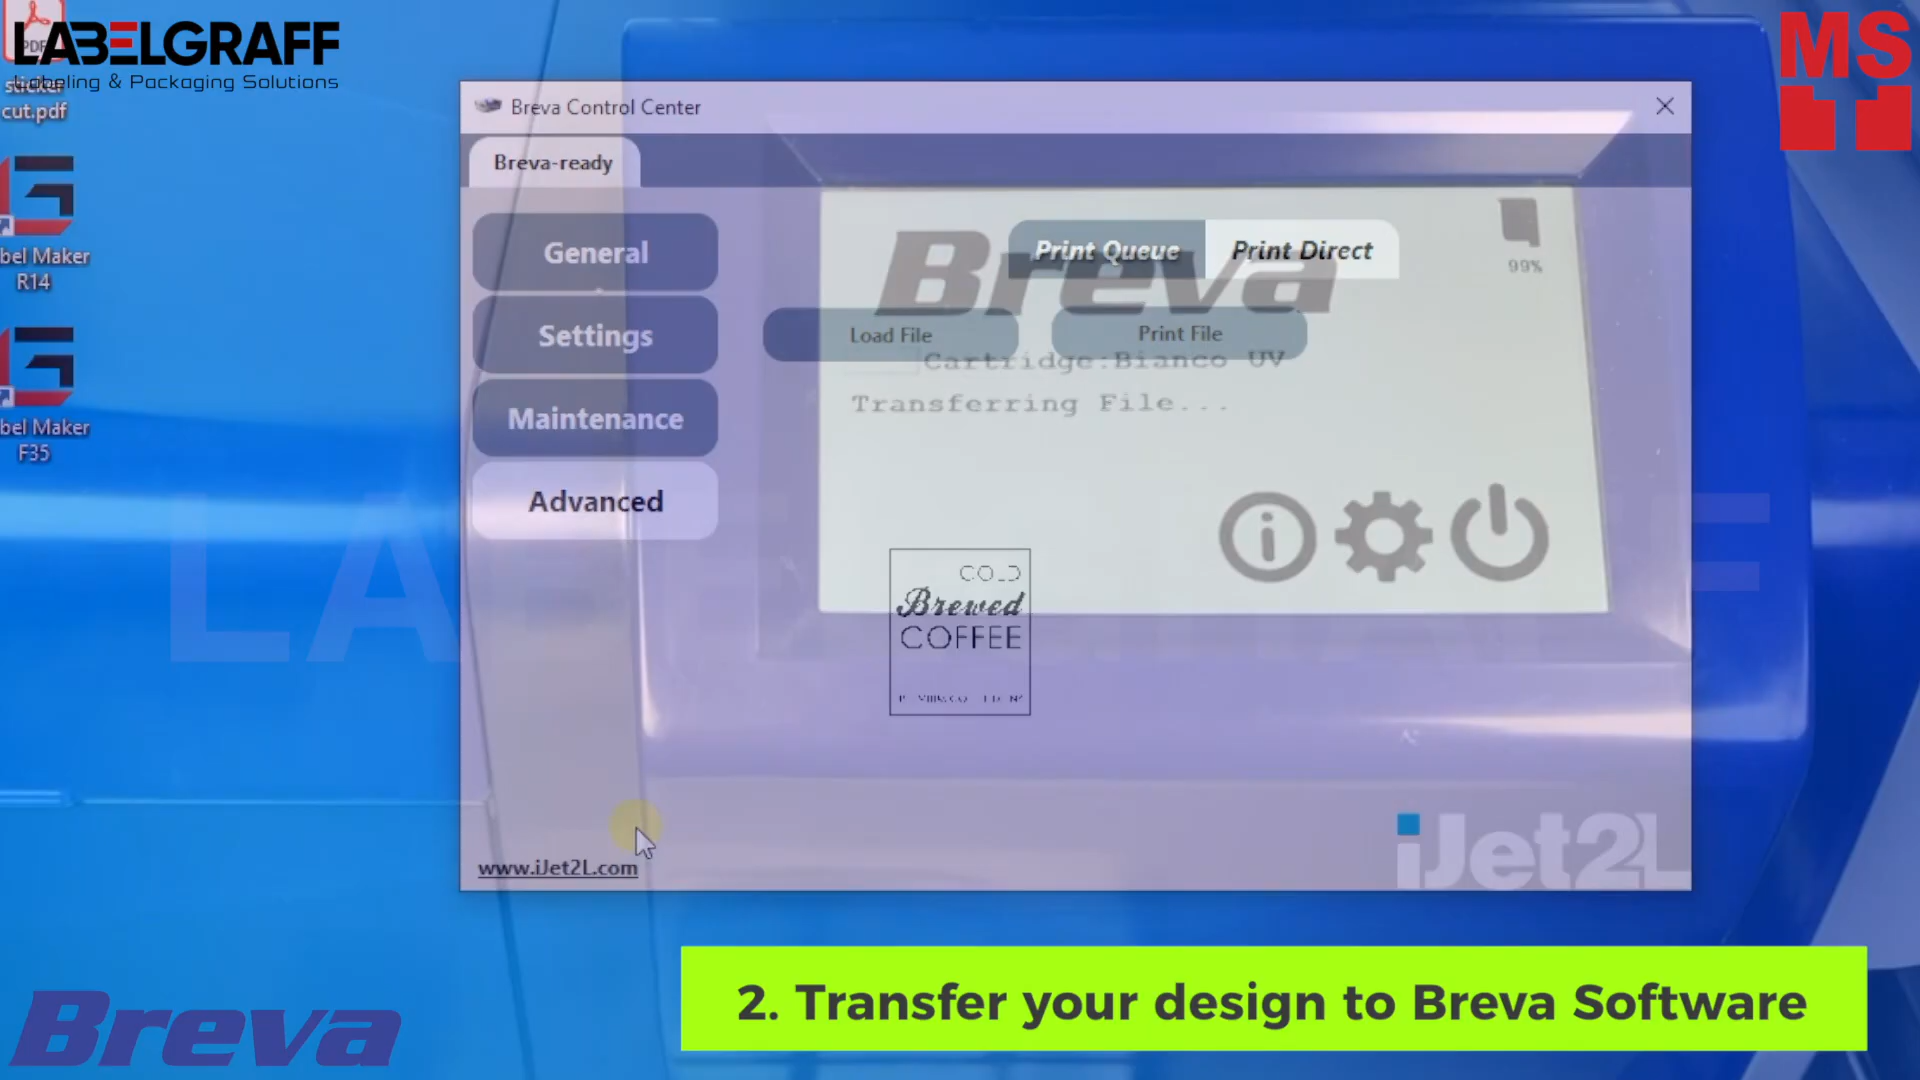 PDF
LABELGRAFF
Labeling & Packaging Solutions
sticker
cut.pdf
bel Maker
R14
bel Maker
F35
MS
Breva Control Center
Breva-ready
General
Settings
Maintenance
Advanced
Print Queue
Print Direct
Load File
Print File
Breva
99%
Cartridge:Bianco UV
Transferring File...
Brewed
COFFEE
www.iJet2L.com
iJet2L
Breva
2. Transfer your design to Breva Software